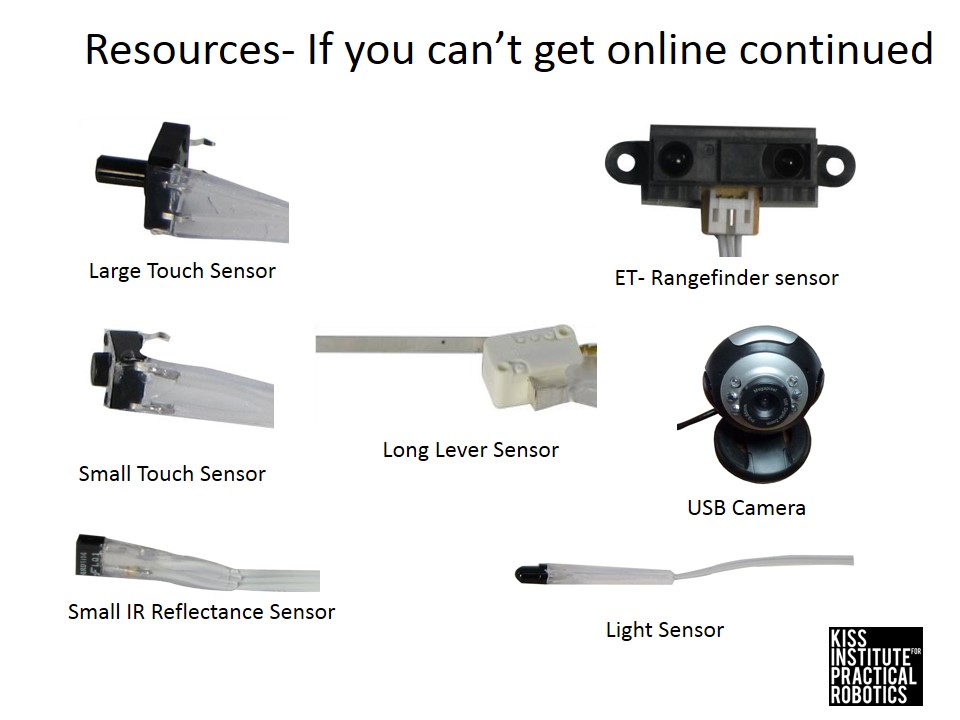 Resources- If you can’t get online continued
Large Touch Sensor
ET- Rangefinder sensor
Small Touch Sensor
Long Lever Sensor
USB Camera
Small IR Reflectance Sensor
Light Sensor
KISS
INSTITUTE FOR
PRACTICAL
ROBOTICS